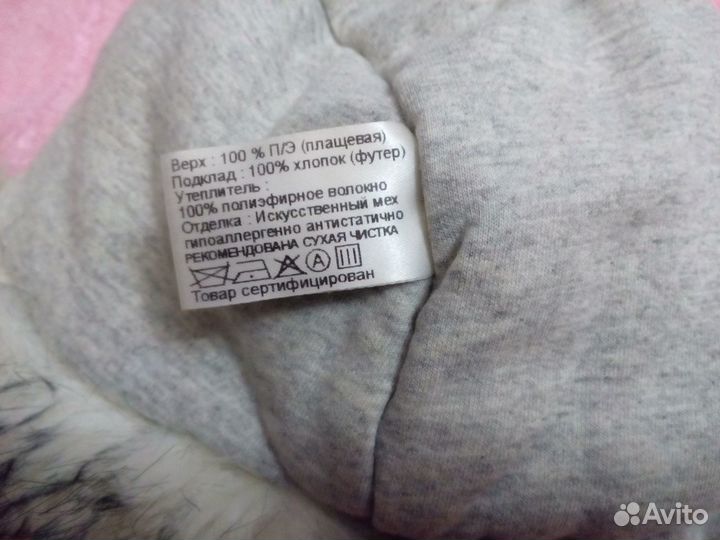 Верх : 100 % П/Э (плащевая)
Подклад : 100% хлопок (футер)
Утеплитель :
100% полиэфирное волокно
Отделка : Искусственный мех
гипоаллергенно антистатично
РЕКОМЕНДОВАНА СУХАЯ ЧИСТКА
A
Товар сертифицирован
Avito